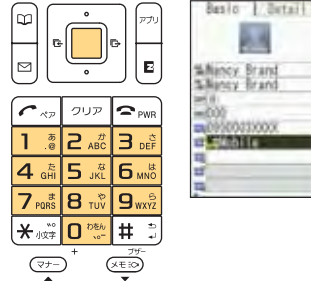 アプリ
Basic Detail
Nancy Brand
Nancy Brand
ペア クリア PWR
1 あ .@ 2 か ABC 3 さ DEF
000
4 た GHI 5 な JKL 6 は MNO
Mobile
7 ま PQRS 8 や TUV 9 ら WXYZ
* 小文字 0 わをん #
マナー + ブザー メモ